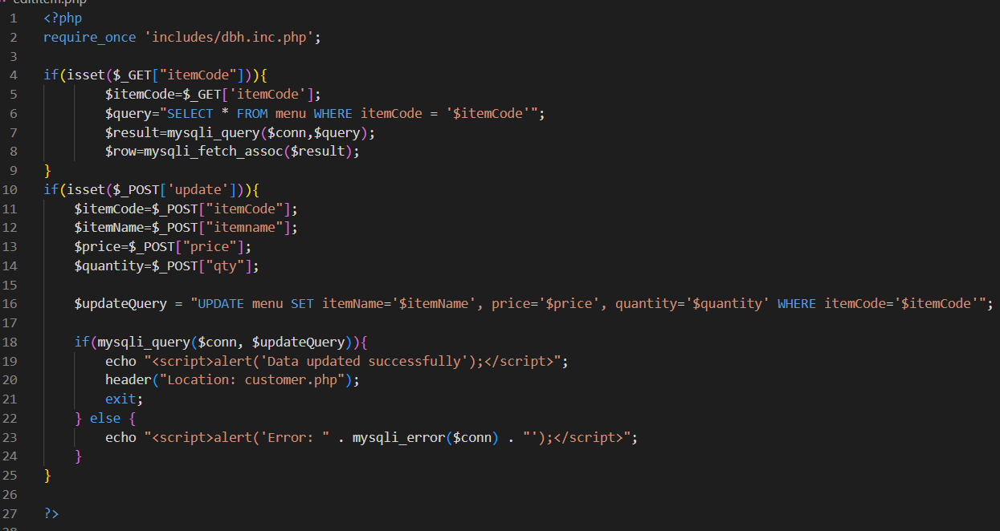 edititem.php
1 <?php
2 require_once 'includes/dbh.inc.php';
3
4 if(isset($_GET["itemCode"])){
5 $itemCode=$_GET['itemCode'];
6 $query="SELECT * FROM menu WHERE itemCode = '$itemCode'";
7 $result=mysqli_query($conn,$query);
8 $row=mysqli_fetch_assoc($result);
9 }
10 if(isset($_POST['update'])){
11 $itemCode=$_POST["itemCode"];
12 $itemName=$_POST["itemname"];
13 $price=$_POST["price"];
14 $quantity=$_POST["qty"];
15
16 $updateQuery = "UPDATE menu SET itemName='$itemName', price='$price', quantity='$quantity' WHERE itemCode='$itemCode'";
17
18 if(mysqli_query($conn, $updateQuery)){
19 echo "<script>alert('Data updated successfully');</script>";
20 header("Location: customer.php");
21 exit;
22 } else {
23 echo "<script>alert('Error: " . mysqli_error($conn) . "');</script>";
24 }
25 }
26
27 ?>
28